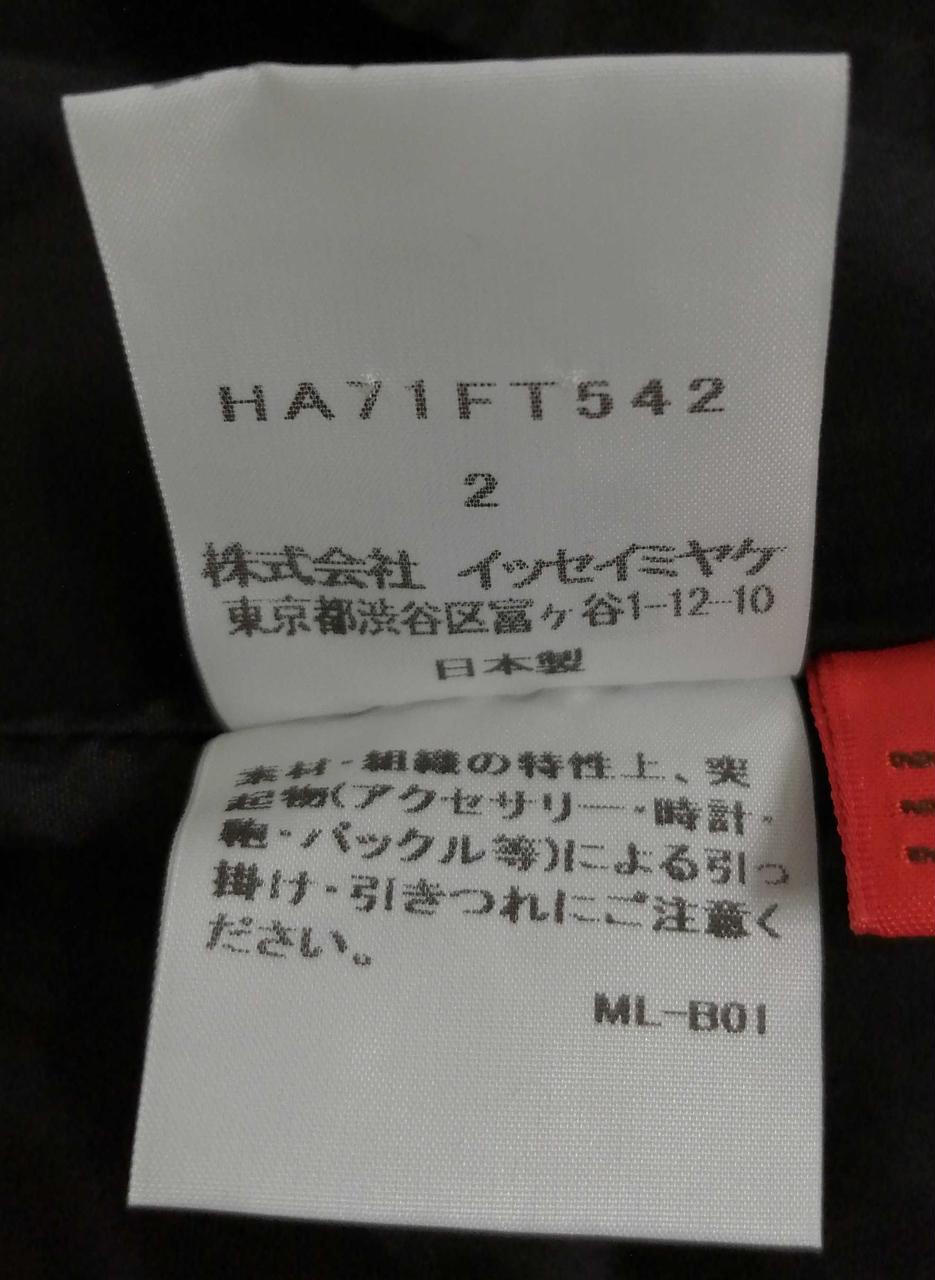 HA71FT542
2
株式会社 イッセイミヤケ
東京都渋谷区富ヶ谷1-12-10
日本製
素材・組織の特性上、突
起物(アクセサリー・時計・
鞄・バックル等)による引っ
掛け・引きつれにご注意く
ださい。
ML-B01